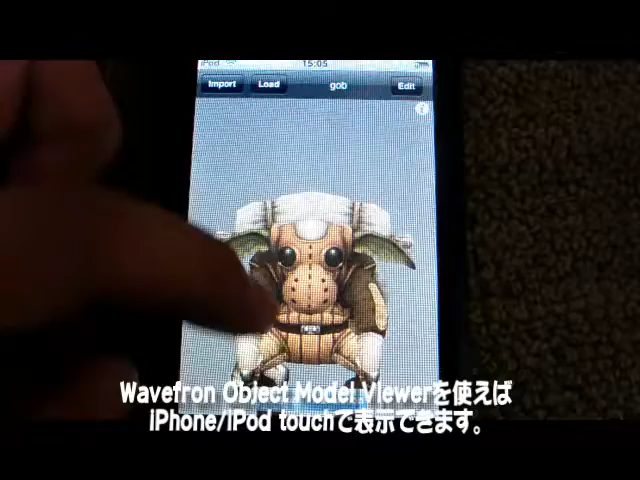 iPod 15:05
Import Load gob Edit
Wavefron Object Model Viewerを使えば
iPhone/iPod touchで表示できます。